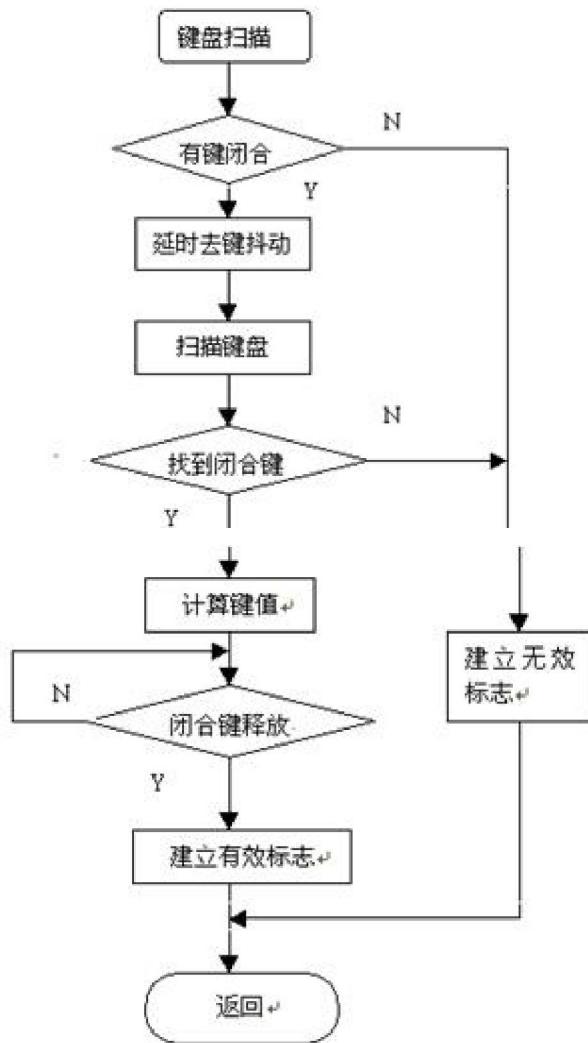 键盘扫描
N
有键闭合
Y
延时去键抖动
扫描键盘
N
找到闭合键
Y
计算键值
建立无效
标志
N
闭合键释放
Y
建立有效标志
返回